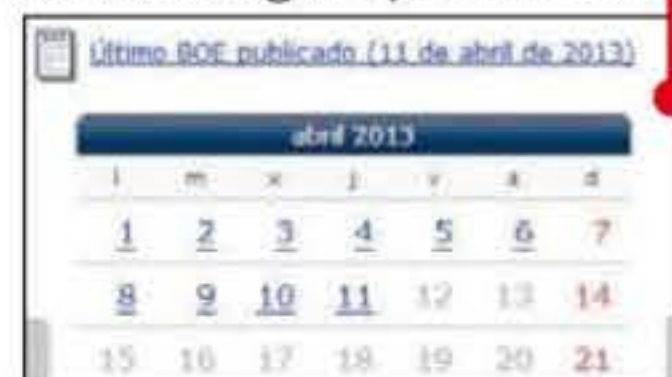 Último BOE publicado (11 de abril de 2013)
abril 2013
l m x j v s d
1 2 3 4 5 6 7
8 9 10 11 12 13 14
15 16 17 18 19 20 21